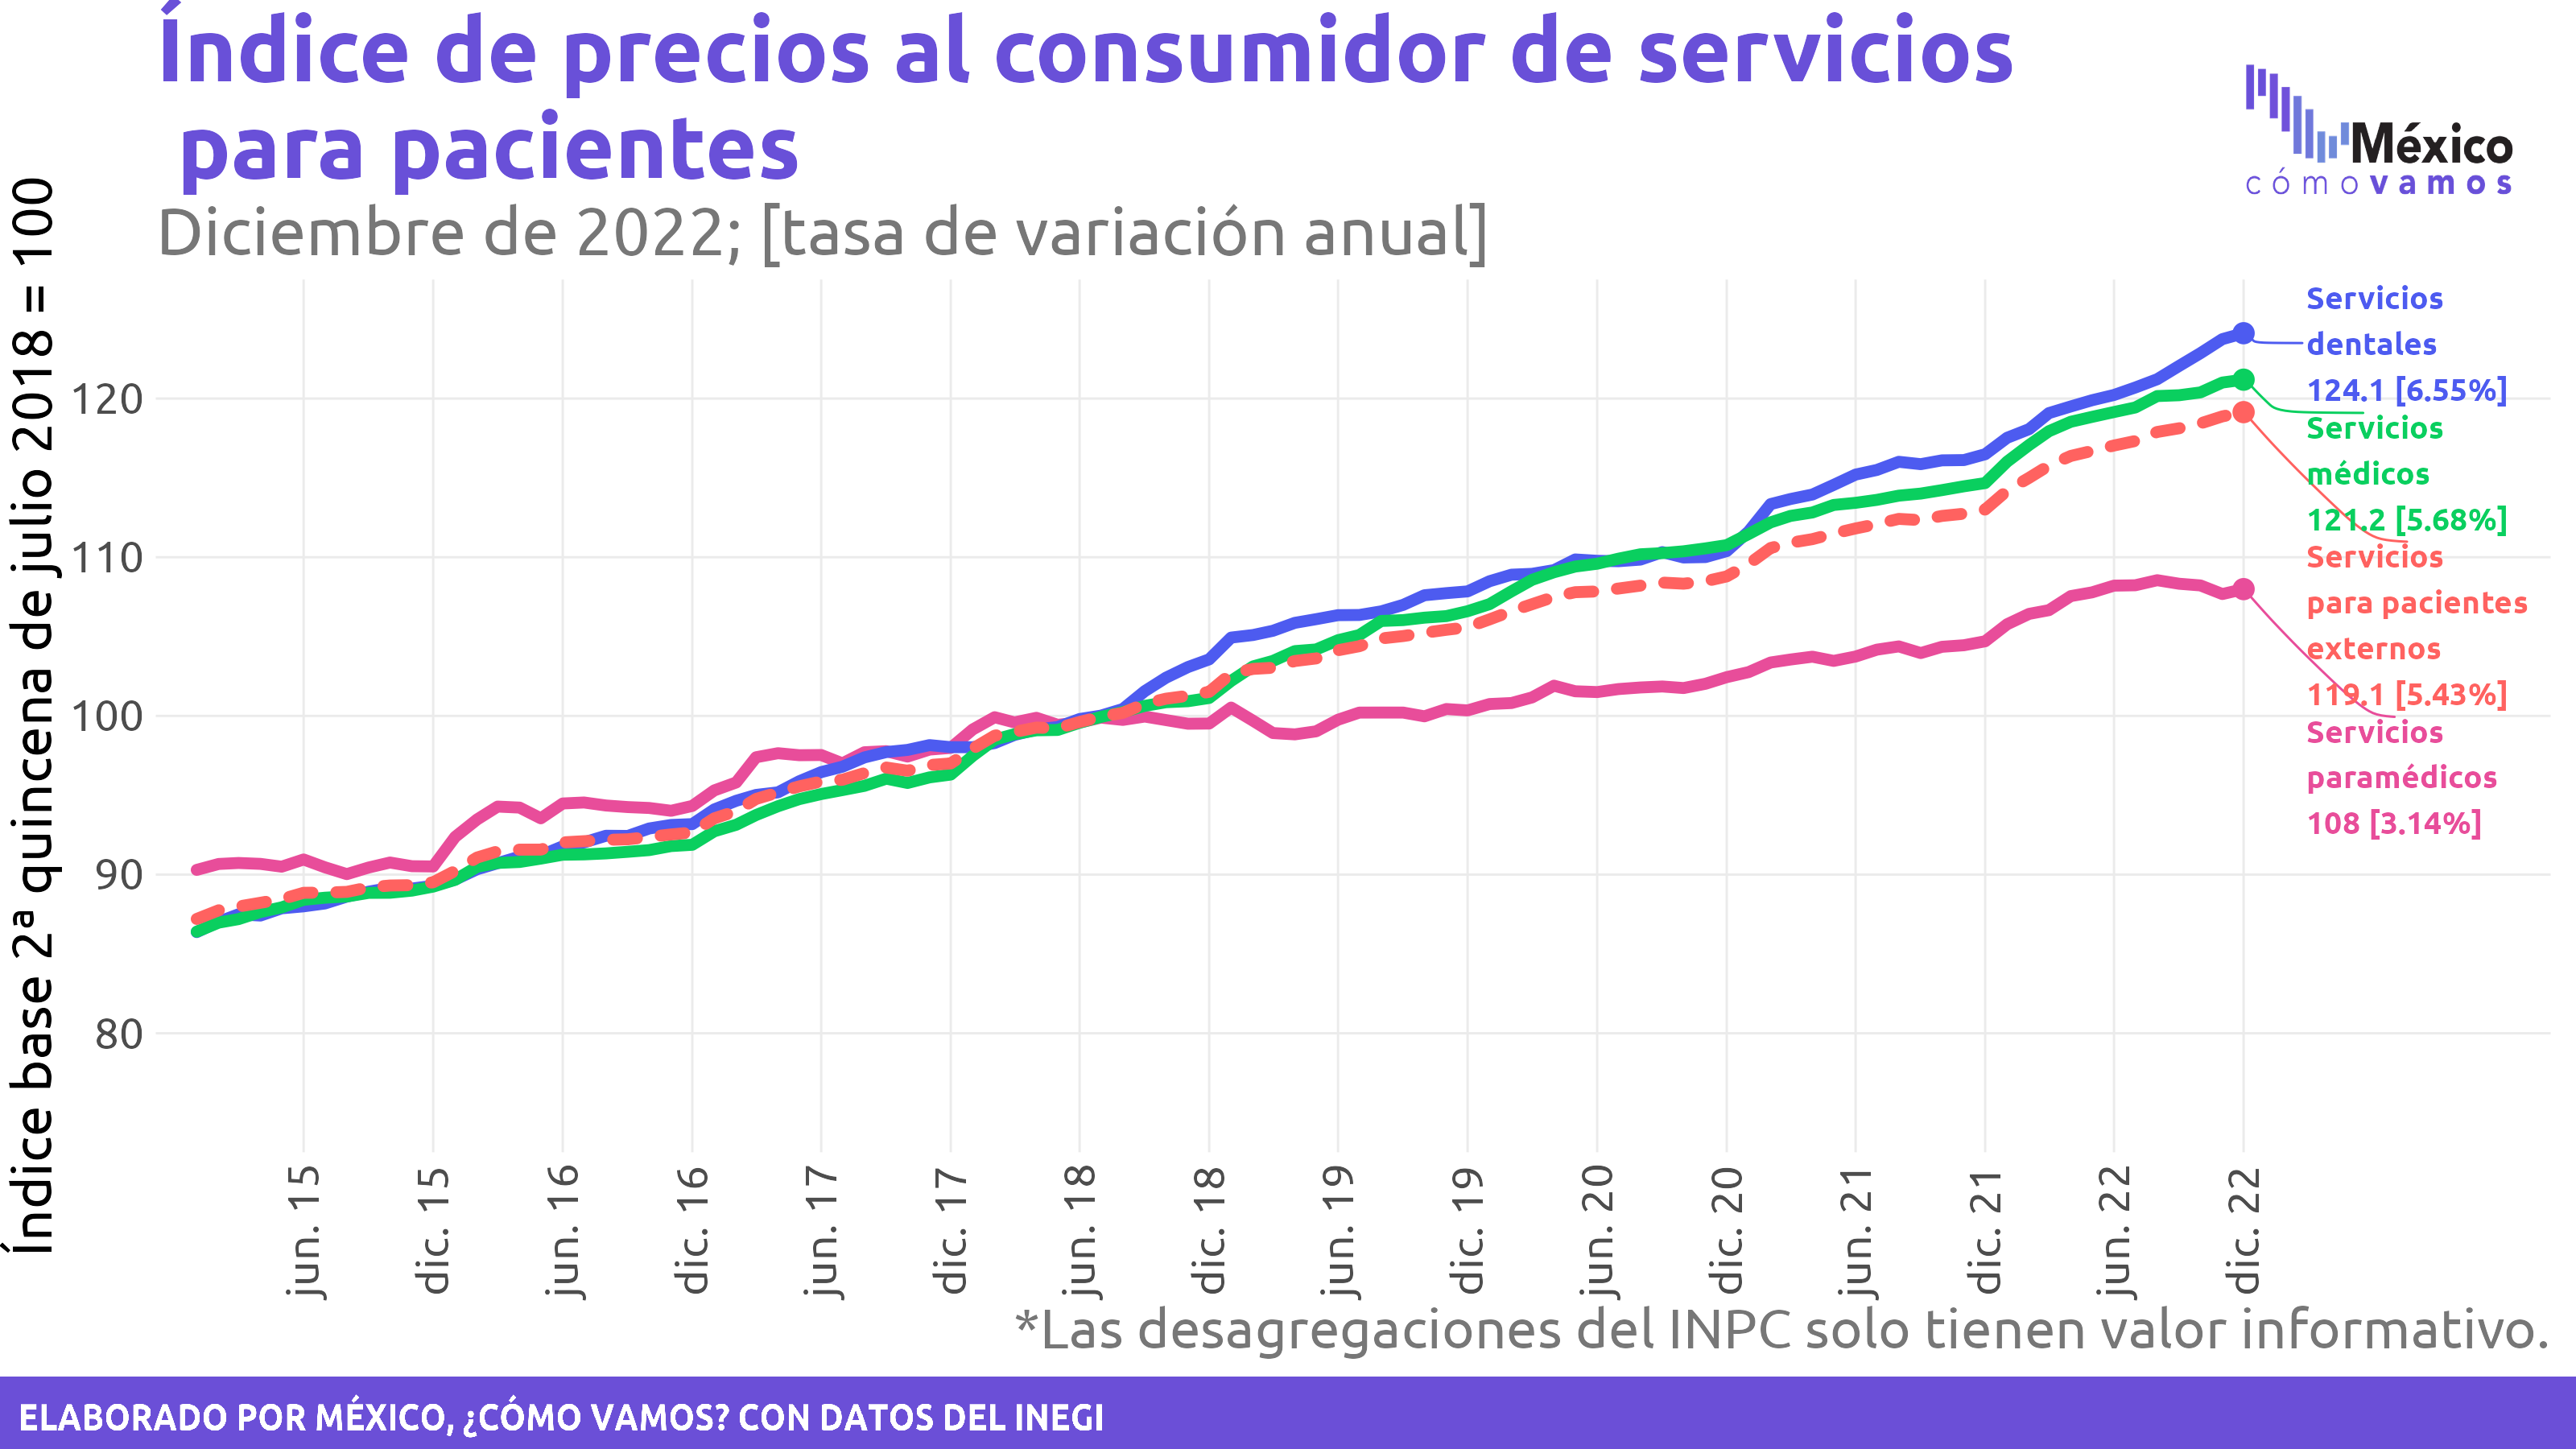 Índice de precios al consumidor de servicios
para pacientes
Diciembre de 2022; [tasa de variación anual]
México
cómo vamos
Índice base 2ª quincena de julio 2018 = 100
120
110
100
90
80
Servicios
dentales
124.1 [6.55%]
Servicios
médicos
121.2 [5.68%]
Servicios
para pacientes
externos
119.1 [5.43%]
Servicios
paramédicos
108 [3.14%]
jun. 15
dic. 15
jun. 16
dic. 16
jun. 17
dic. 17
jun. 18
dic. 18
jun. 19
dic. 19
jun. 20
dic. 20
jun. 21
dic. 21
jun. 22
dic. 22
*Las desagregaciones del INPC solo tienen valor informativo.
ELABORADO POR MÉXICO, ¿CÓMO VAMOS? CON DATOS DEL INEGI